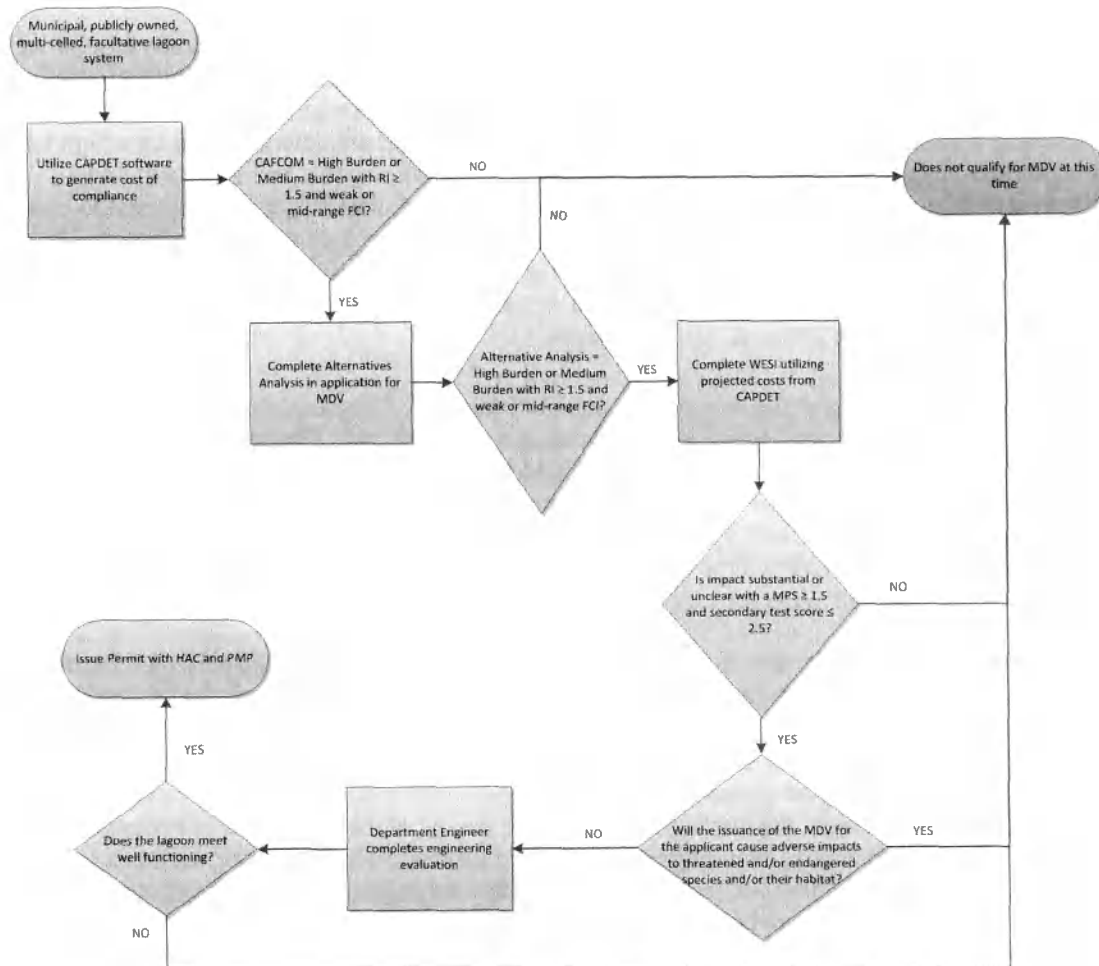 Municipal, publicly owned,
multi-celled, facultative lagoon
system
Utilize CAPDET software
to generate cost of
compliance
CAFCOM = High Burden or
Medium Burden with RI ≥
1.5 and weak or
mid-range FCI?
NO
Does not qualify for MDV at this
time
NO
YES
Complete Alternatives
Analysis in application for
MDV
Alternative Analysis =
High Burden or Medium
Burden with RI ≥ 1.5 and
weak or mid-range FCI?
YES
Complete WESI utilizing
projected costs from
CAPDET
Is impact substantial or
unclear with a MPS ≥ 1.5
and secondary test score ≤
2.5?
NO
YES
Will the issuance of the MDV for
the applicant cause adverse impacts
to threatened and/or endangered
species and/or their habitat?
YES
NO
Department Engineer
completes engineering
evaluation
Does the lagoon meet
well functioning?
YES
Issue Permit with HAC and PMP
NO